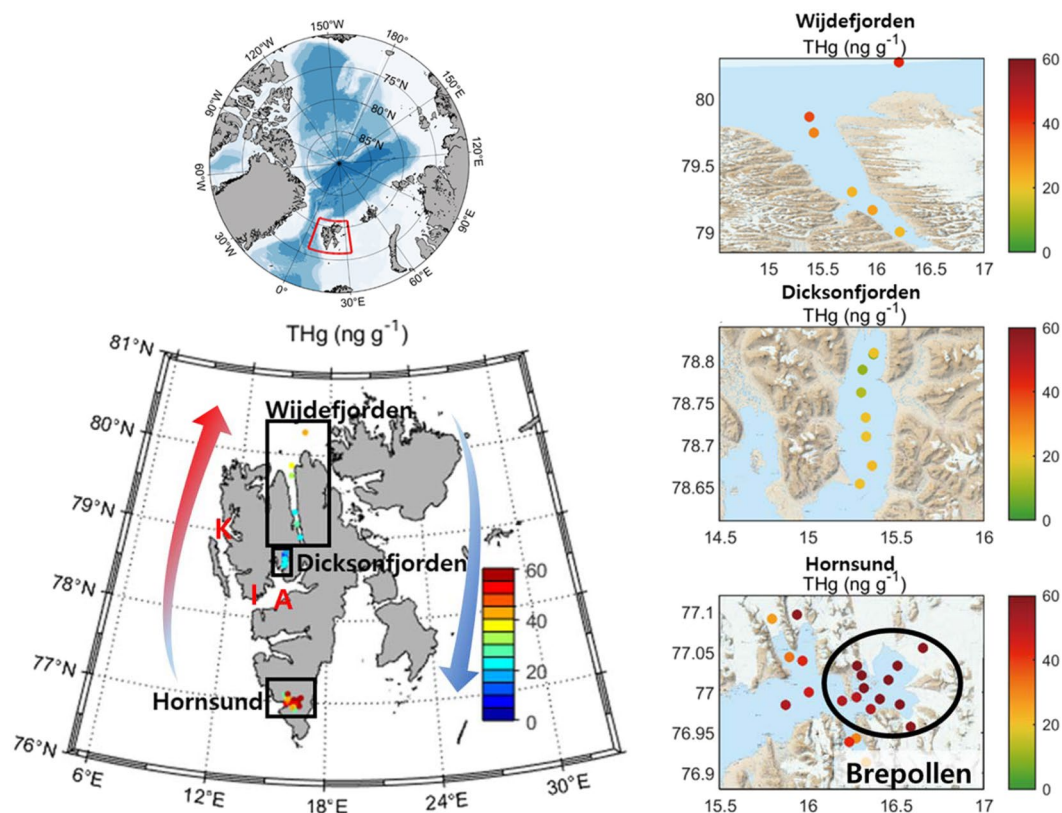 150°W
180°
120°W
150°E
75°N
90°W
80°N
85°N
120°E
60°W
90°E
30°W
60°E
0°
30°E
THg (ng g-1)
81°N
80°N
79°N
78°N
77°N
76°N
Wijdefjorden
K
Dicksonfjorden
I
A
Hornsund
60
40
20
0
6°E
12°E
18°E
24°E
30°E
Wijdefjorden
THg (ng g-1)
80
79.5
79
15
15.5
16
16.5
17
60
40
20
0
Dicksonfjorden
THg (ng g-1)
78.8
78.75
78.7
78.65
14.5
15
15.5
16
60
40
20
0
Hornsund
THg (ng g-1)
77.1
77.05
77
76.95
76.9
Brepollen
15.5
16
16.5
17
60
40
20
0